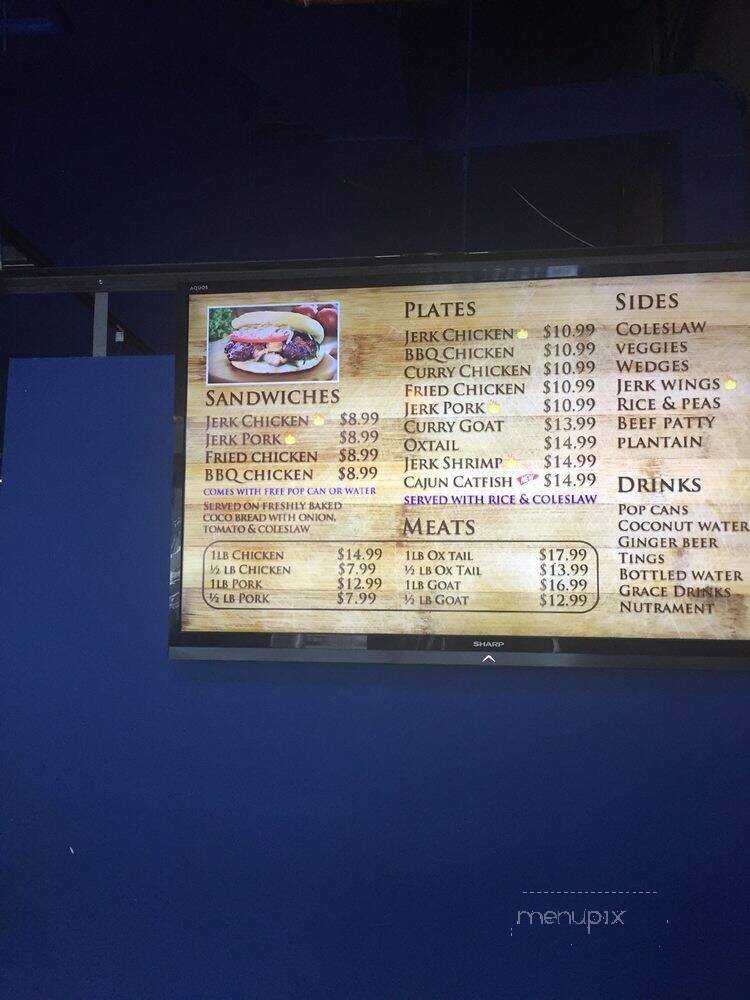 AQUOS
SANDWICHES
JERK CHICKEN $8.99
JERK PORK $8.99
FRIED CHICKEN $8.99
BBQ CHICKEN $8.99
COMES WITH FREE POP CAN OR WATER
SERVED ON FRESHLY BAKED
COCO BREAD WITH ONION,
TOMATO & COLESLAW
PLATES
JERK CHICKEN $10.99
BBQ CHICKEN $10.99
CURRY CHICKEN $10.99
FRIED CHICKEN $10.99
JERK PORK $10.99
CURRY GOAT $13.99
OXTAIL $14.99
JERK SHRIMP $14.99
CAJUN CATFISH NEW $14.99
SERVED WITH RICE & COLESLAW
MEATS
1LB CHICKEN $14.99
½ LB CHICKEN $7.99
1LB PORK $12.99
½ LB PORK $7.99
1LB OX TAIL $17.99
½ LB OX TAIL $13.99
1LB GOAT $16.99
½ LB GOAT $12.99
SIDES
COLESLAW
VEGGIES
WEDGES
JERK WINGS
RICE & PEAS
BEEF PATTY
PLANTAIN
DRINKS
POP CANS
COCONUT WATER
GINGER BEER
TINGS
BOTTLED WATER
GRACE DRINKS
NUTRAMENT
SHARP
menupix